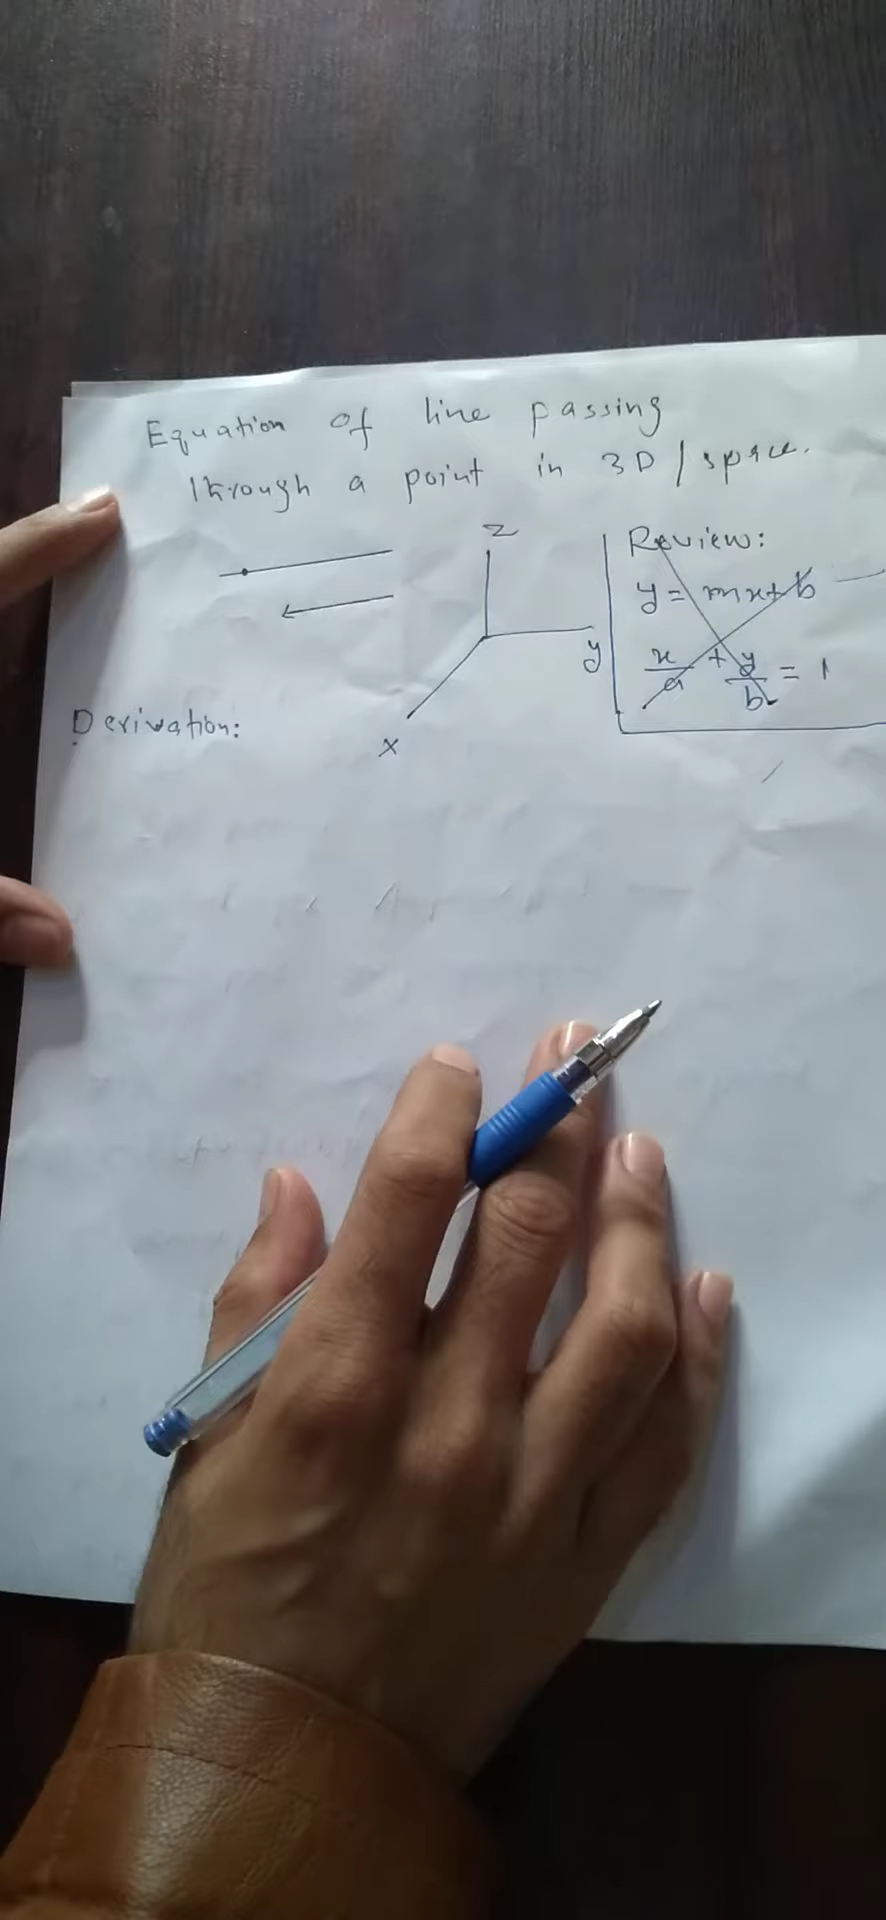 Equation of line passing
through a point in 3D / space.
z
y
x
Review:
y = mx + b
x/a + y/b = 1
Derivation: